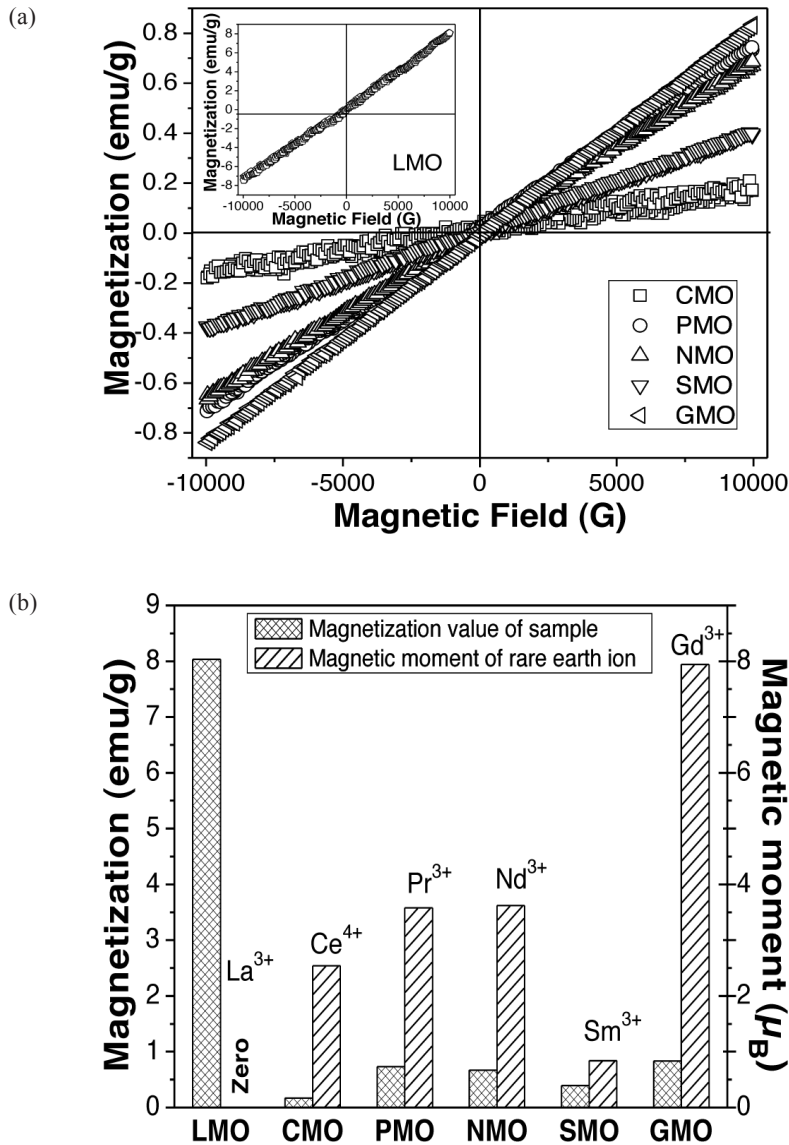 (a)
Magnetization (emu/g)
0.8
0.6
0.4
0.2
0.0
-0.2
-0.4
-0.6
-0.8
-10000 -5000 0 5000 10000
Magnetic Field (G)
Magnetization (emu/g)
8
6
4
2
0
-2
-4
-6
-8
LMO
-10000 -5000 0 5000 10000
Magnetic Field (G)
CMO
PMO
NMO
SMO
GMO
(b)
Magnetization (emu/g)
9
8
7
6
5
4
3
2
1
0
Magnetization value of sample
Magnetic moment of rare earth ion
La³⁺
Zero
Ce⁴⁺
Pr³⁺
Nd³⁺
Sm³⁺
Gd³⁺
LMO CMO PMO NMO SMO GMO
8
6
4
2
0
Magnetic moment (μB)